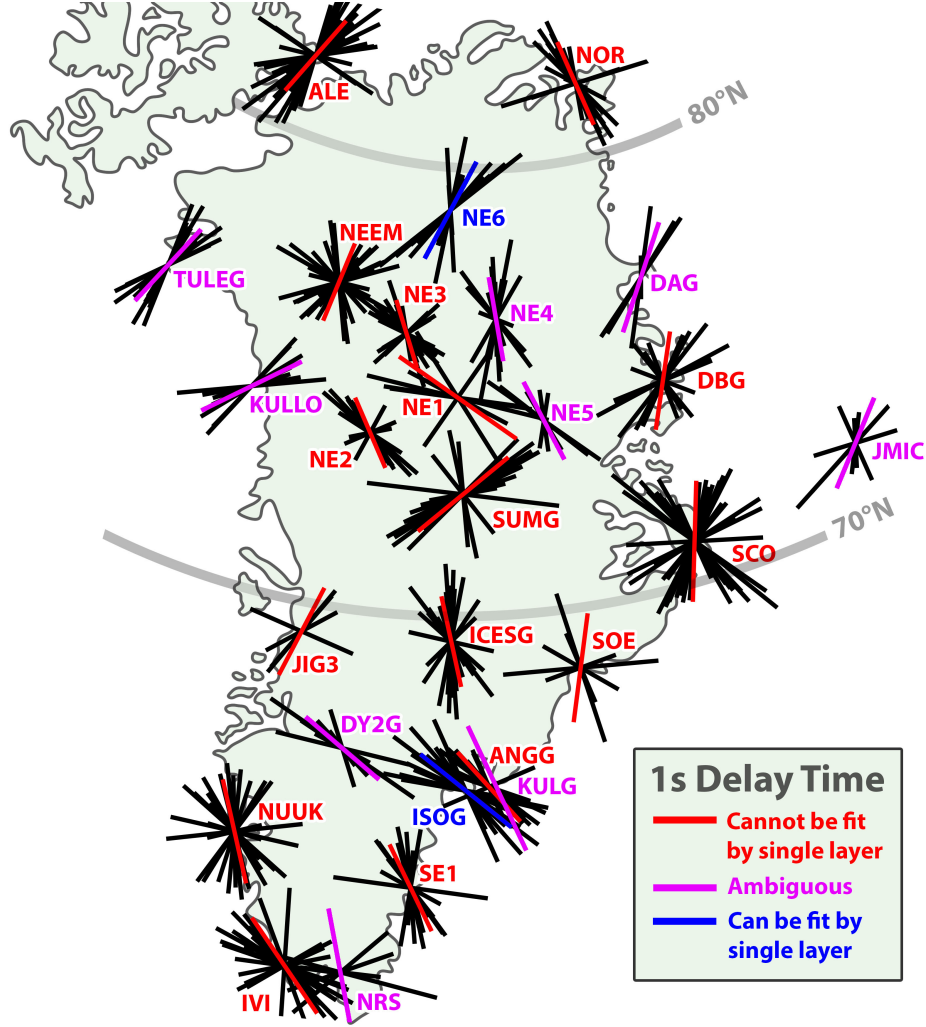 NOR
ALE
80°N
NE6
NEEM
TULEG
DAG
NE3
NE4
DBG
KULLO
NE1
NE5
JMIC
NE2
SUMG
70°N
SCO
ICESG
SOE
JIG3
DY2G
ANGG
KULG
NUUK
ISOG
SE1
IVI
NRS
1s Delay Time
Cannot be fit
by single layer
Ambiguous
Can be fit by
single layer